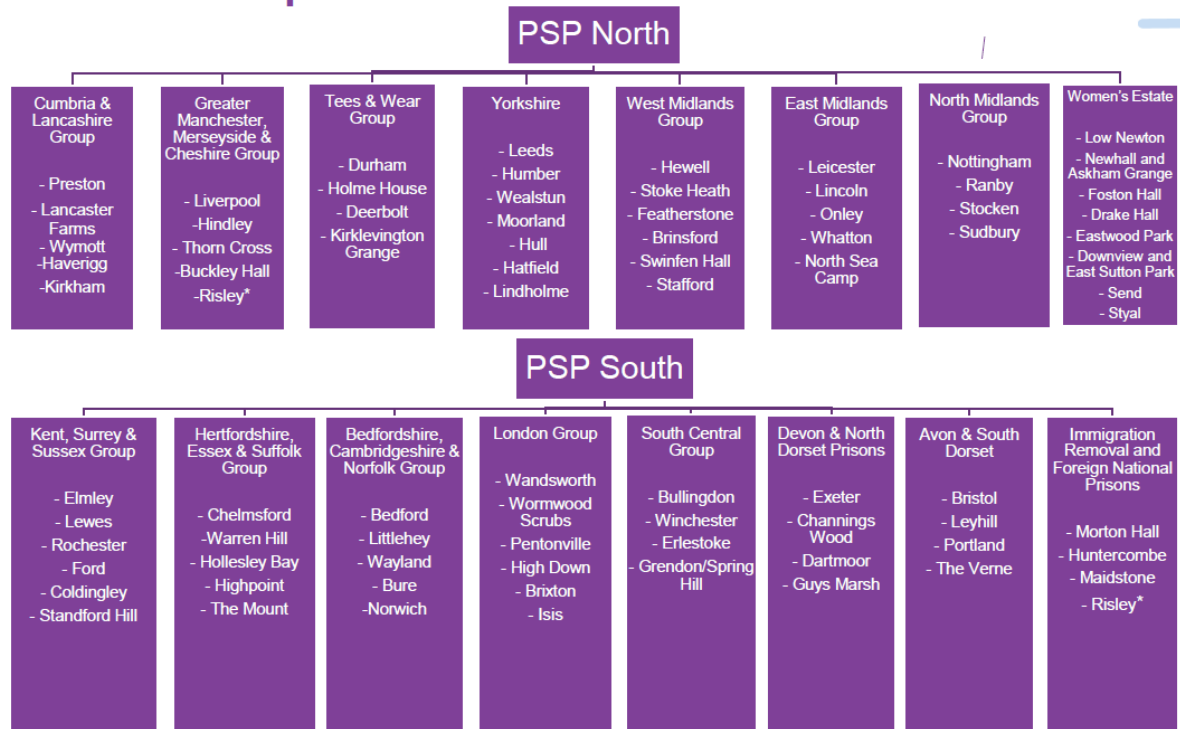 PSP North
Cumbria &
Lancashire
Group
- Preston
- Lancaster
Farms
- Wymott
-Haverigg
-Kirkham
Greater
Manchester,
Merseyside &
Cheshire Group
- Liverpool
-Hindley
- Thorn Cross
-Buckley Hall
-Risley*
Tees & Wear
Group
- Durham
- Holme House
- Deerbolt
- Kirklevington
Grange
Yorkshire
- Leeds
- Humber
- Wealstun
- Moorland
- Hull
- Hatfield
- Lindholme
West Midlands
Group
- Hewell
- Stoke Heath
- Featherstone
- Brinsford
- Swinfen Hall
- Stafford
East Midlands
Group
- Leicester
- Lincoln
- Onley
- Whatton
- North Sea
Camp
North Midlands
Group
- Nottingham
- Ranby
- Stocken
- Sudbury
Women's Estate
- Low Newton
- Newhall and
Askham Grange
- Foston Hall
- Drake Hall
- Eastwood Park
- Downview and
East Sutton Park
- Send
- Styal
PSP South
Kent, Surrey &
Sussex Group
- Elmley
- Lewes
- Rochester
- Ford
- Coldingley
- Standford Hill
Hertfordshire,
Essex & Suffolk
Group
- Chelmsford
-Warren Hill
- Hollesley Bay
- Highpoint
- The Mount
Bedfordshire,
Cambridgeshire &
Norfolk Group
- Bedford
- Littlehey
- Wayland
- Bure
-Norwich
London Group
- Wandsworth
- Wormwood
Scrubs
- Pentonville
- High Down
- Brixton
- Isis
South Central
Group
- Bullingdon
- Winchester
- Erlestoke
- Grendon/Spring
Hill
Devon & North
Dorset Prisons
- Exeter
- Channings
Wood
- Dartmoor
- Guys Marsh
Avon & South
Dorset
- Bristol
- Leyhill
- Portland
- The Verne
Immigration
Removal and
Foreign National
Prisons
- Morton Hall
- Huntercombe
- Maidstone
- Risley*